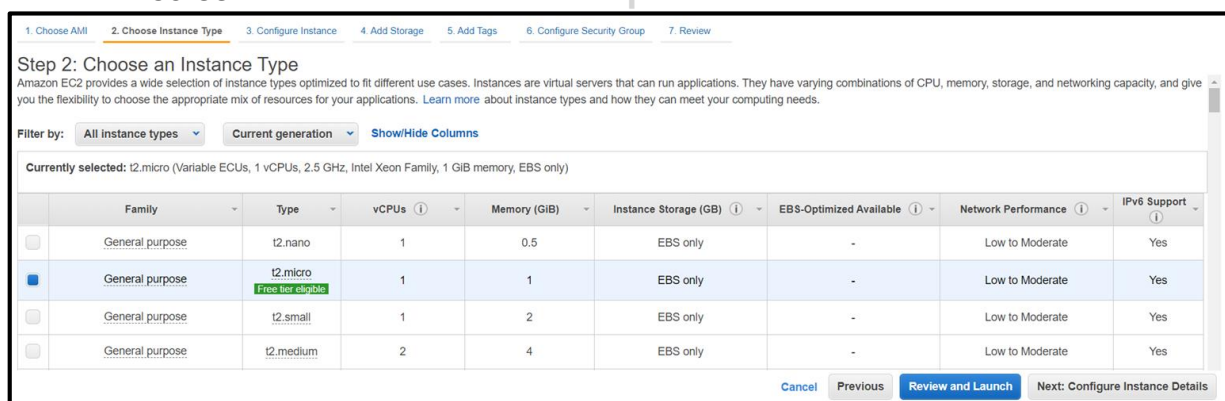 1. Choose AMI 2. Choose Instance Type 3. Configure Instance 4. Add Storage 5. Add Tags 6. Configure Security Group 7. Review
Step 2: Choose an Instance Type
Amazon EC2 provides a wide selection of instance types optimized to fit different use cases. Instances are virtual servers that can run applications. They have varying combinations of CPU, memory, storage, and networking capacity, and give
you the flexibility to choose the appropriate mix of resources for your applications. Learn more about instance types and how they can meet your computing needs.
Filter by: All instance types Current generation Show/Hide Columns
Currently selected: t2.micro (Variable ECUs, 1 vCPUs, 2.5 GHz, Intel Xeon Family, 1 GiB memory, EBS only)
Family Type vCPUs Memory (GiB) Instance Storage (GB) EBS-Optimized Available Network Performance IPv6 Support
General purpose t2.nano 1 0.5 EBS only - Low to Moderate Yes
General purpose t2.micro Free tier eligible 1 1 EBS only - Low to Moderate Yes
General purpose t2.small 1 2 EBS only - Low to Moderate Yes
General purpose t2.medium 2 4 EBS only - Low to Moderate Yes
Cancel Previous Review and Launch Next: Configure Instance Details